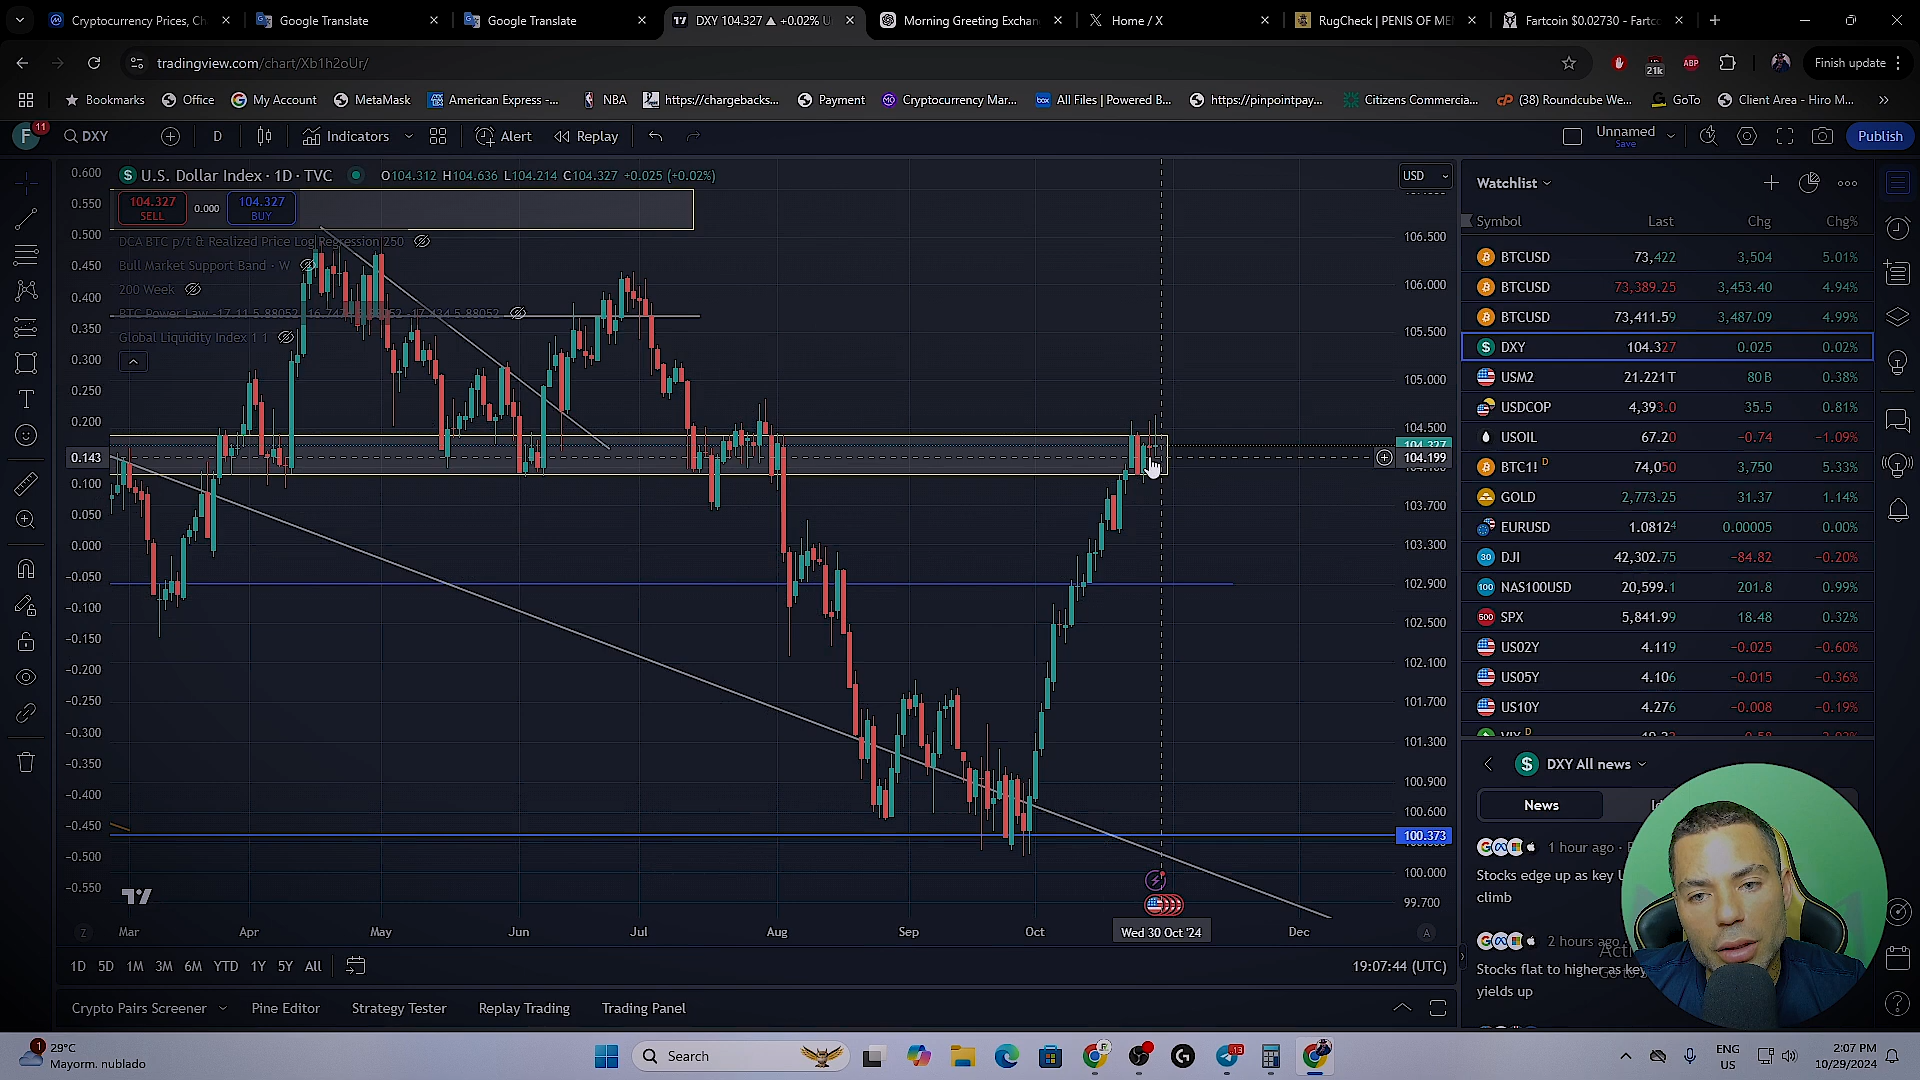 Cryptocurrency Prices, Ch
Google Translate
Google Translate
DXY 104.327 ▲ +0.02% U
Morning Greeting Exchan
Home / X
RugCheck | PENIS OF ME
Fartcoin $0.02730 - Fartc
tradingview.com/chart/Xb1h2oUr/
21k
ABP
Finish update
Bookmarks
Office
My Account
MetaMask
American Express -...
NBA
https://chargebacks...
Payment
Cryptocurrency Mar...
All Files | Powered B...
https://pinpointpay...
Citizens Commercia...
(38) Roundcube We...
GoTo
Client Area - Hiro M...
F 11
DXY
D
Indicators
Alert
Replay
Unnamed
Save
Publish
U.S. Dollar Index · 1D · TVC
O104.312 H104.636 L104.214 C104.327 +0.025 (+0.02%)
USD
104.327
SELL
0.000
104.327
BUY
DCA BTC p/t & Realized Price Log Regression 250
Bull Market Support Band · W
200 Week
Global Liquidity Index 1 1
0.600
0.550
0.500
0.450
0.400
0.350
0.300
0.250
0.200
0.143
0.100
0.050
0.000
−0.050
−0.100
−0.150
−0.200
−0.250
−0.300
−0.350
−0.400
−0.450
−0.500
−0.550
106.500
106.000
105.500
105.000
104.500
104.327
104.199
103.700
103.300
102.900
102.500
102.100
101.700
101.300
100.900
100.600
100.373
100.000
99.700
Z
Mar
Apr
May
Jun
Jul
Aug
Sep
Oct
Wed 30 Oct '24
Dec
A
1D 5D 1M 3M 6M YTD 1Y 5Y All
19:07:44 (UTC)
Crypto Pairs Screener
Pine Editor
Strategy Tester
Replay Trading
Trading Panel
Watchlist
Symbol Last Chg Chg%
BTCUSD 73,422 3,504 5.01%
BTCUSD 73,389.25 3,453.40 4.94%
BTCUSD 73,411.59 3,487.09 4.99%
DXY 104.327 0.025 0.02%
USM2 21.221T 80B 0.38%
USDCOP 4,393.0 35.5 0.81%
USOIL 67.20 −0.74 −1.09%
BTC1! D 74,050 3,750 5.33%
GOLD 2,773.25 31.37 1.14%
EURUSD 1.08124 0.00005 0.00%
DJI 42,302.75 −84.82 −0.20%
NAS100USD 20,599.1 201.8 0.99%
SPX 5,841.99 18.48 0.32%
US02Y 4.119 −0.025 −0.60%
US05Y 4.106 −0.015 −0.36%
US10Y 4.276 −0.008 −0.19%
DXY All news
News
1 hour ago ·
Stocks edge up as key
climb
2 hours ago
Stocks flat to higher as key
yields up
29°C
Mayorm. nublado
Search
13
ENG
US
2:07 PM
10/29/2024